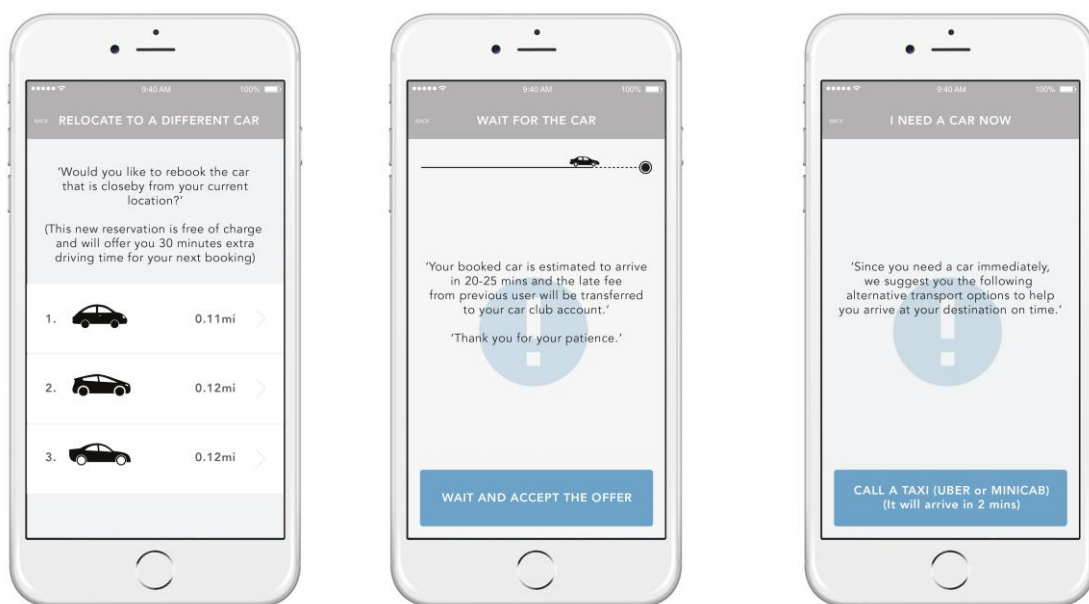 9:40 AM 100%
BACK RELOCATE TO A DIFFERENT CAR
'Would you like to rebook the car
that is closeby from your current
location?'
(This new reservation is free of charge
and will offer you 30 minutes extra
driving time for your next booking)
1. 0.11mi
2. 0.12mi
3. 0.12mi
9:40 AM 100%
BACK WAIT FOR THE CAR
'Your booked car is estimated to arrive
in 20-25 mins and the late fee
from previous user will be transferred
to your car club account.'
'Thank you for your patience.'
WAIT AND ACCEPT THE OFFER
9:40 AM 100%
BACK I NEED A CAR NOW
'Since you need a car immediately,
we suggest you the following
alternative transport options to help
you arrive at your destination on time.'
CALL A TAXI (UBER or MINICAB)
(It will arrive in 2 mins)